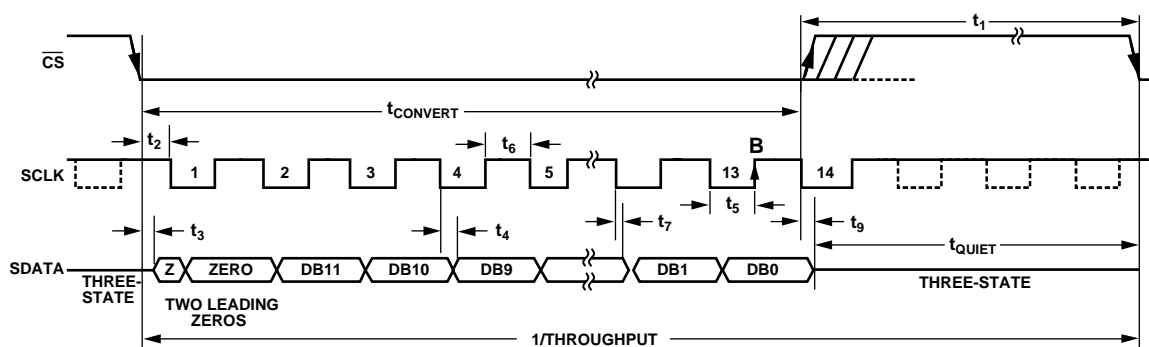 t1
CS
tCONVERT
t2
t6
B
SCLK
1
2
3
4
5
13
14
t3
t4
t7
t5
t9
tQUIET
SDATA
Z
ZERO
DB11
DB10
DB9
DB1
DB0
THREE-
STATE
THREE-STATE
TWO LEADING
ZEROS
1/THROUGHPUT